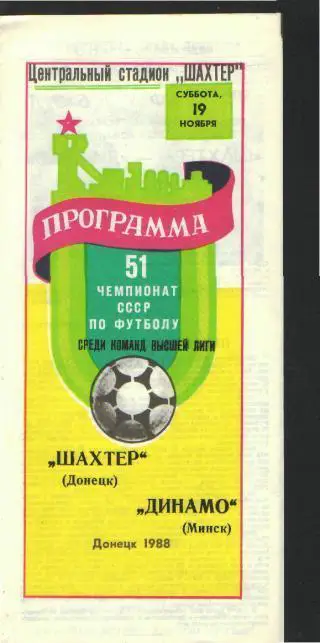 Центральный стадион „ШАХТЕР"
СУББОТА,
19
НОЯБРЯ
ПРОГРАММА
51
ЧЕМПИОНАТ
СССР
ПО ФУТБОЛУ
СРЕДИ КОМАНД ВЫСШЕЙ ЛИГИ
„ШАХТЕР"
(Донецк)
„ДИНАМО"
(Минск)
Донецк 1988